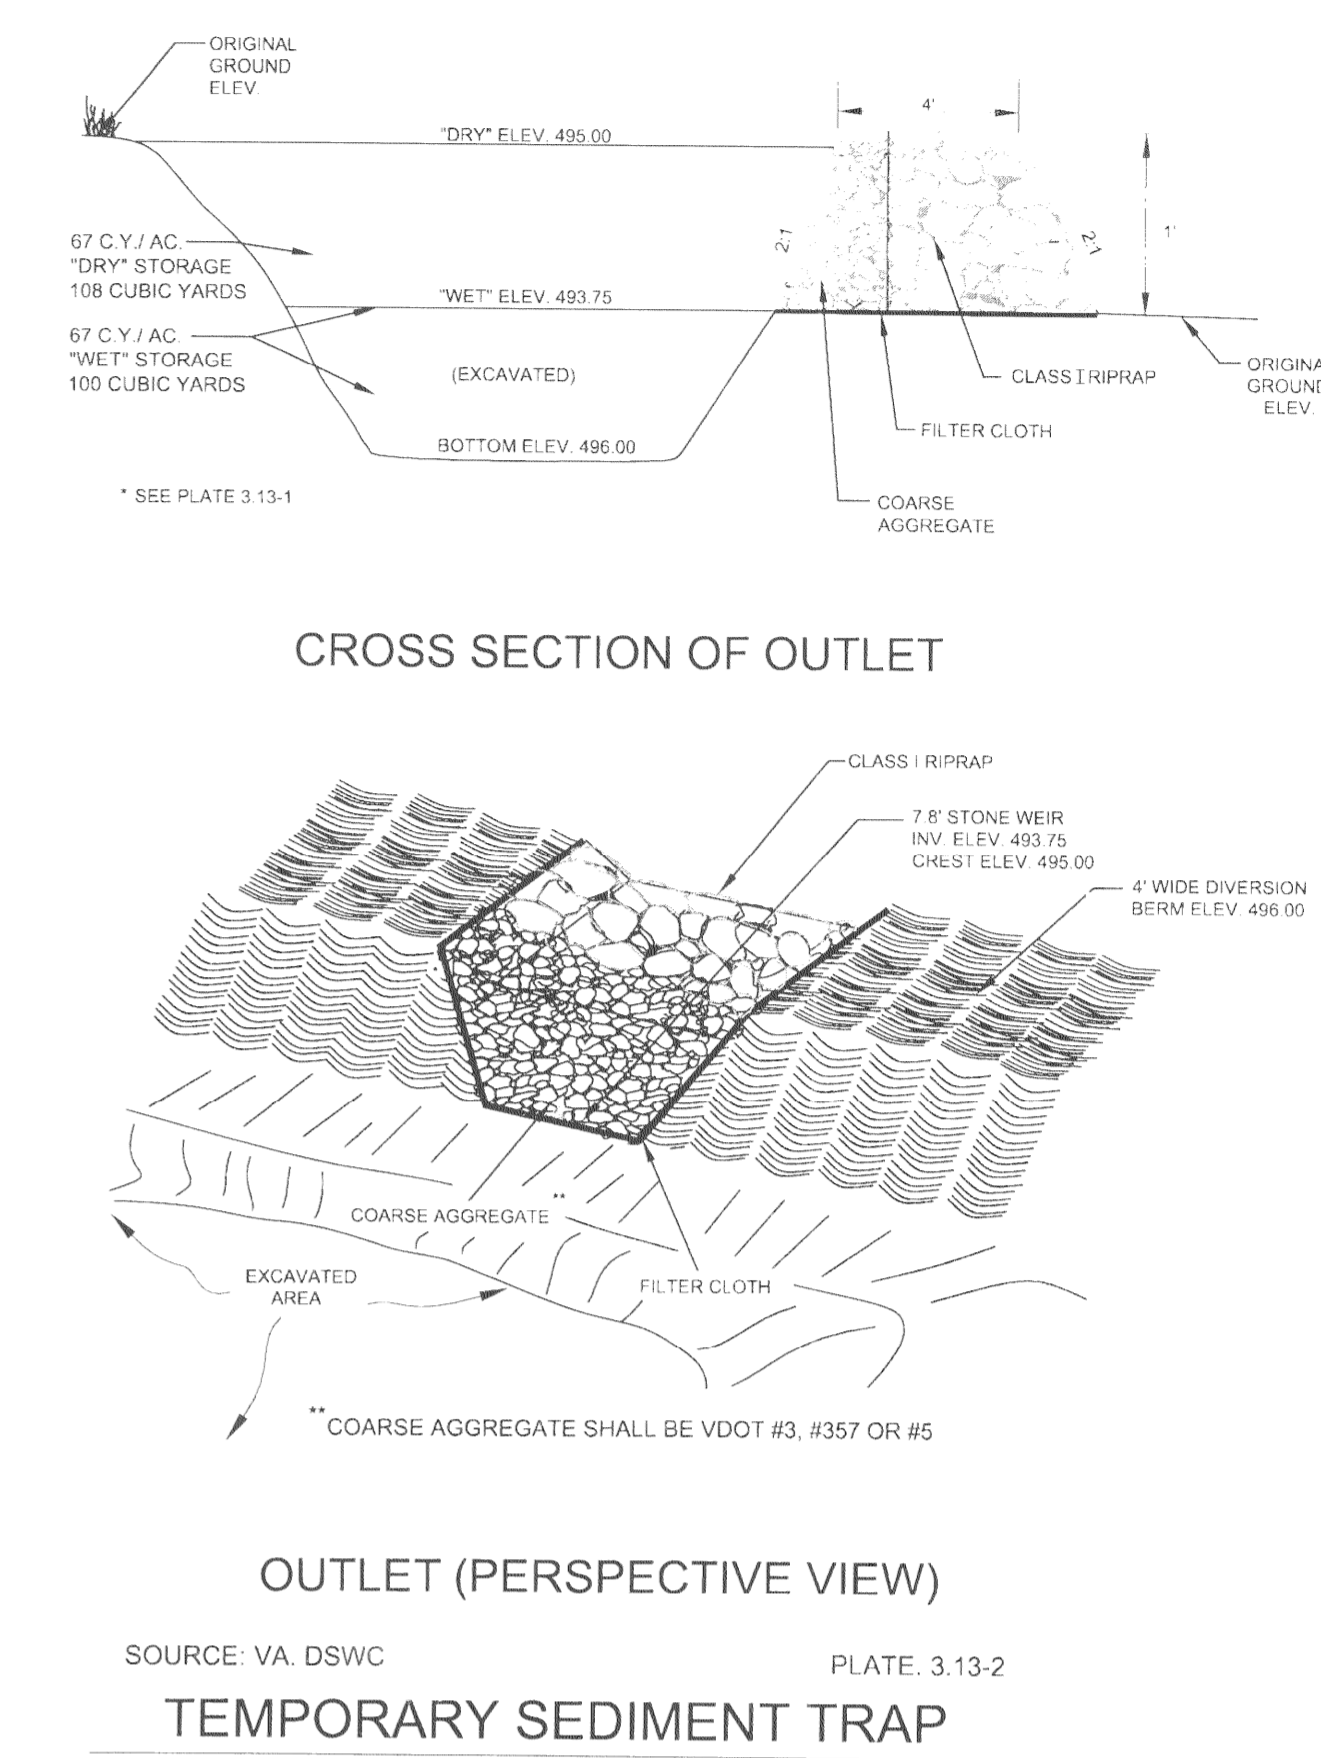 ORIGINAL
GROUND
ELEV.
4'
"DRY" ELEV. 495.00
1'
2:1
2:1
67 C.Y./ AC.
"DRY" STORAGE
108 CUBIC YARDS
"WET" ELEV. 493.75
67 C.Y./ AC.
"WET" STORAGE
100 CUBIC YARDS
(EXCAVATED)
CLASS I RIPRAP
ORIGINA
GROUND
ELEV.
FILTER CLOTH
BOTTOM ELEV. 496.00
* SEE PLATE 3.13-1
COARSE
AGGREGATE
CROSS SECTION OF OUTLET
CLASS I RIPRAP
7.8' STONE WEIR
INV. ELEV. 493.75
CREST ELEV. 495.00
4' WIDE DIVERSION
BERM ELEV. 496.00
COARSE AGGREGATE **
EXCAVATED
AREA
FILTER CLOTH
**COARSE AGGREGATE SHALL BE VDOT #3, #357 OR #5
OUTLET (PERSPECTIVE VIEW)
SOURCE: VA. DSWC
PLATE. 3.13-2
TEMPORARY SEDIMENT TRAP